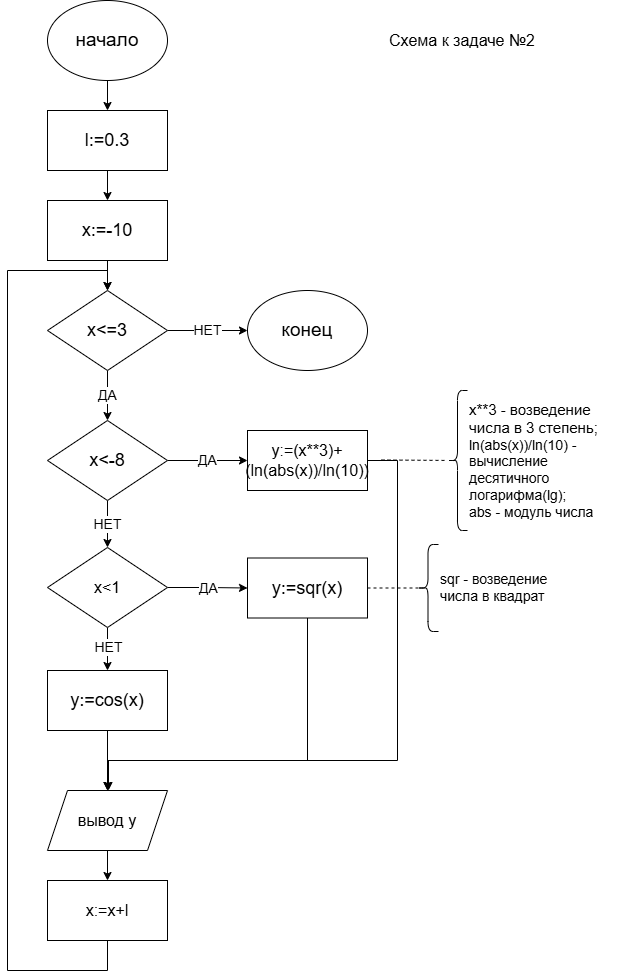 начало
Схема к задаче №2
l:=0.3
x:=-10
x<=3
НЕТ
конец
ДА
x<-8
ДА
y:=(x**3)+
(ln(abs(x))/ln(10))
x**3 - возведение
числа в 3 степень;
ln(abs(x))/ln(10) -
вычисление
десятичного
логарифма(lg);
abs - модуль числа
НЕТ
x<1
ДА
y:=sqr(x)
sqr - возведение
числа в квадрат
НЕТ
y:=cos(x)
вывод y
x:=x+l